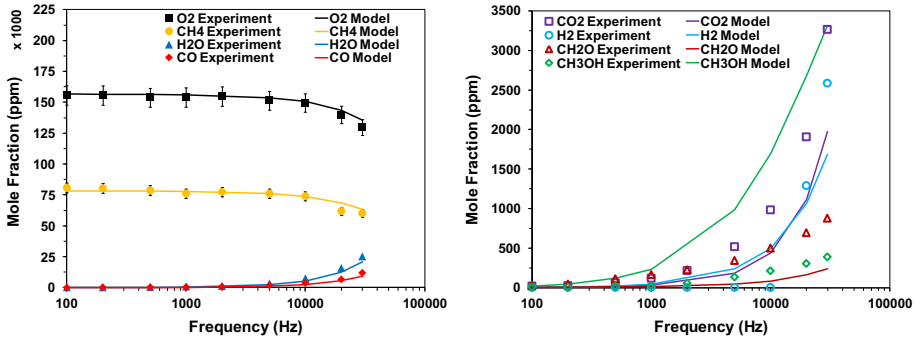 x 1000
Mole Fraction (ppm)
225
200
175
150
125
100
75
50
25
0
O2 Experiment
O2 Model
CH4 Experiment
CH4 Model
H2O Experiment
H2O Model
CO Experiment
CO Model
100
1000
10000
100000
Frequency (Hz)
Mole Fraction (ppm)
3500
3000
2500
2000
1500
1000
500
0
CO2 Experiment
CO2 Model
H2 Experiment
H2 Model
CH2O Experiment
CH2O Model
CH3OH Experiment
CH3OH Model
100
1000
10000
100000
Frequency (Hz)